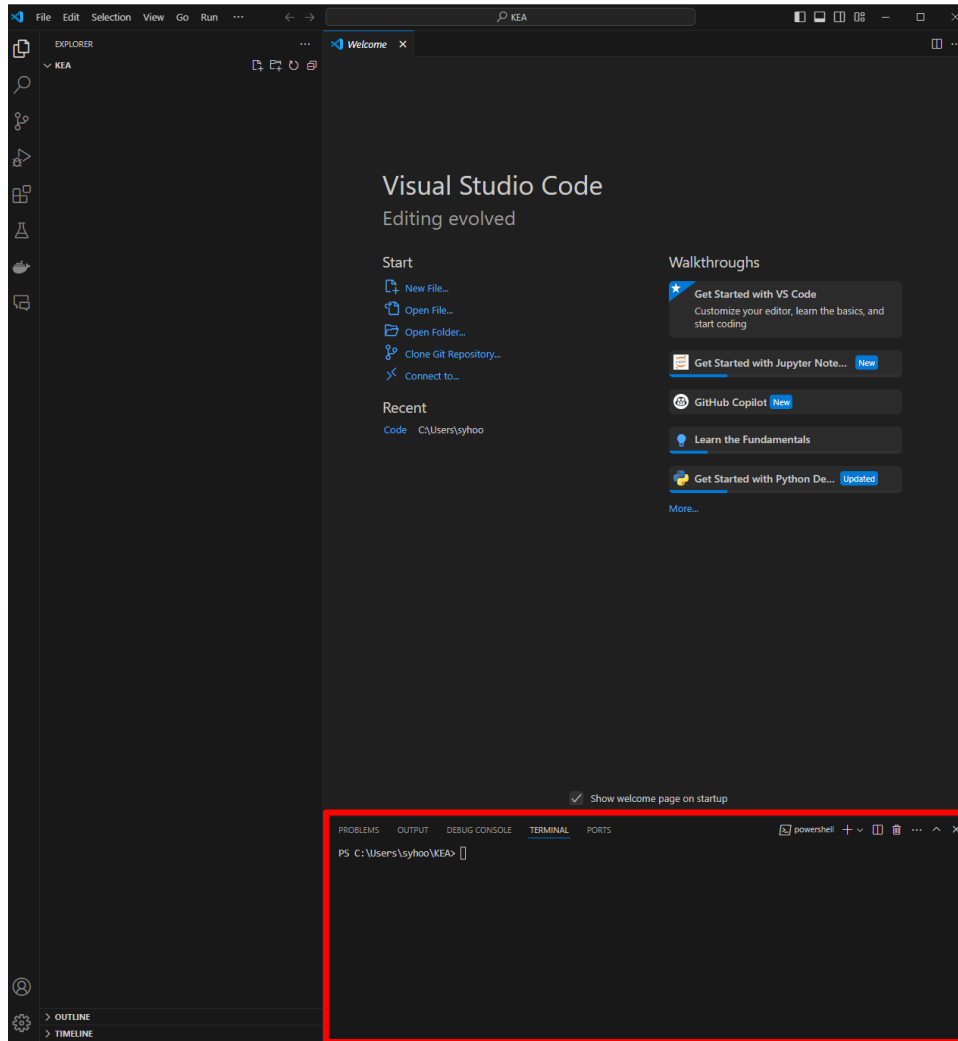 File Edit Selection View Go Run ··· KEA
EXPLORER ···
KEA
Welcome
Visual Studio Code
Editing evolved
Start
New File...
Open File...
Open Folder...
Clone Git Repository...
Connect to...
Recent
Code C:\Users\syhoo
Walkthroughs
Get Started with VS Code
Customize your editor, learn the basics, and
start coding
Get Started with Jupyter Note... New
GitHub Copilot New
Learn the Fundamentals
Get Started with Python De... Updated
More...
Show welcome page on startup
PROBLEMS OUTPUT DEBUG CONSOLE TERMINAL PORTS powershell
PS C:\Users\syhoo\KEA>
OUTLINE
TIMELINE